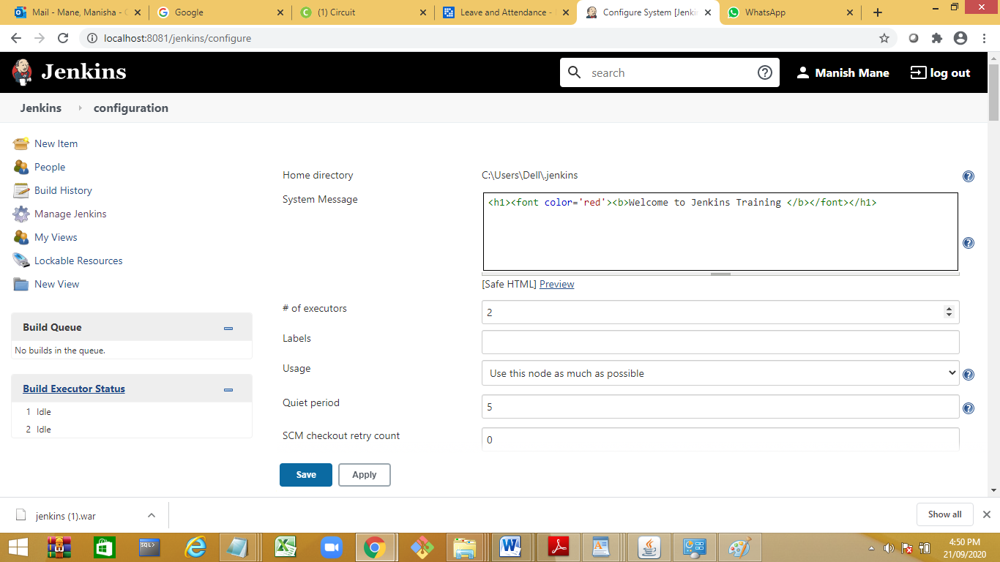 Mail - Mane, Manisha -
Google
(1) Circuit
Leave and Attendance -
Configure System [Jenkin
WhatsApp
localhost:8081/jenkins/configure
Jenkins
search
Manish Mane
log out
Jenkins
configuration
New Item
People
Build History
Manage Jenkins
My Views
Lockable Resources
New View
Build Queue
No builds in the queue.
Build Executor Status
1 Idle
2 Idle
Home directory
C:\Users\Dell\.jenkins
System Message
<h1><font color='red'><b>Welcome to Jenkins Training </b></font></h1>
[Safe HTML] Preview
# of executors
2
Labels
Usage
Use this node as much as possible
Quiet period
5
SCM checkout retry count
0
Save
Apply
jenkins (1).war
Show all
SQL>
4:50 PM
21/09/2020